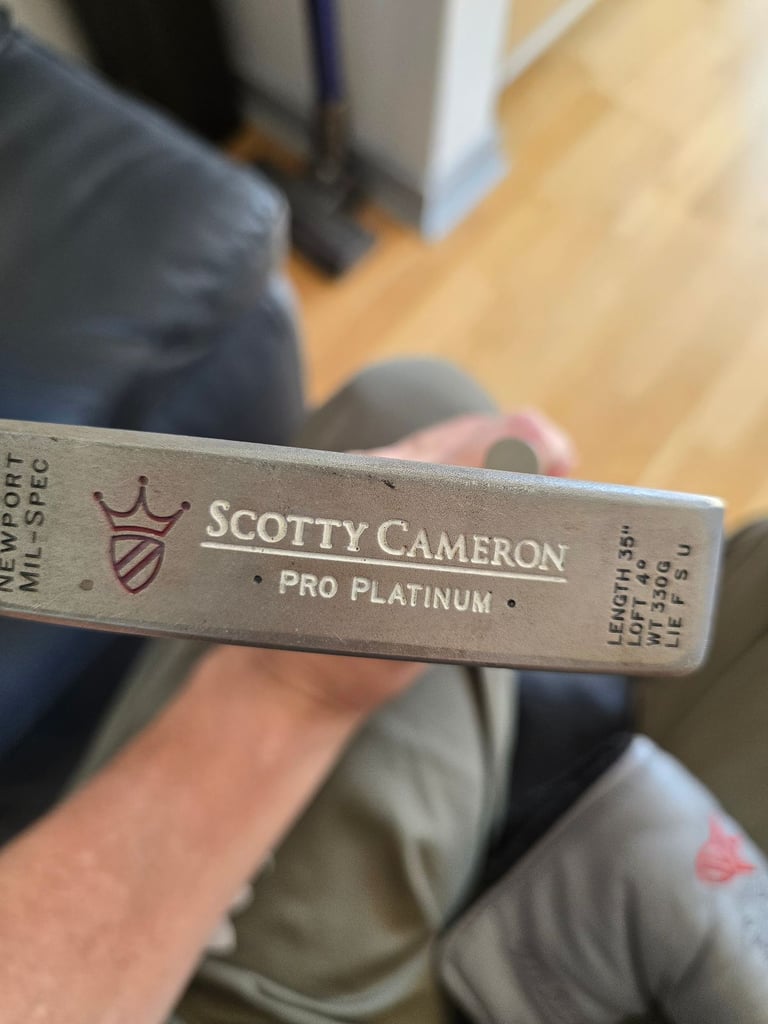 NEWPORT
MIL-SPEC
SCOTTY CAMERON
• PRO PLATINUM •
LENGTH 35"
LOFT 4°
WT 330G
LIE F S U